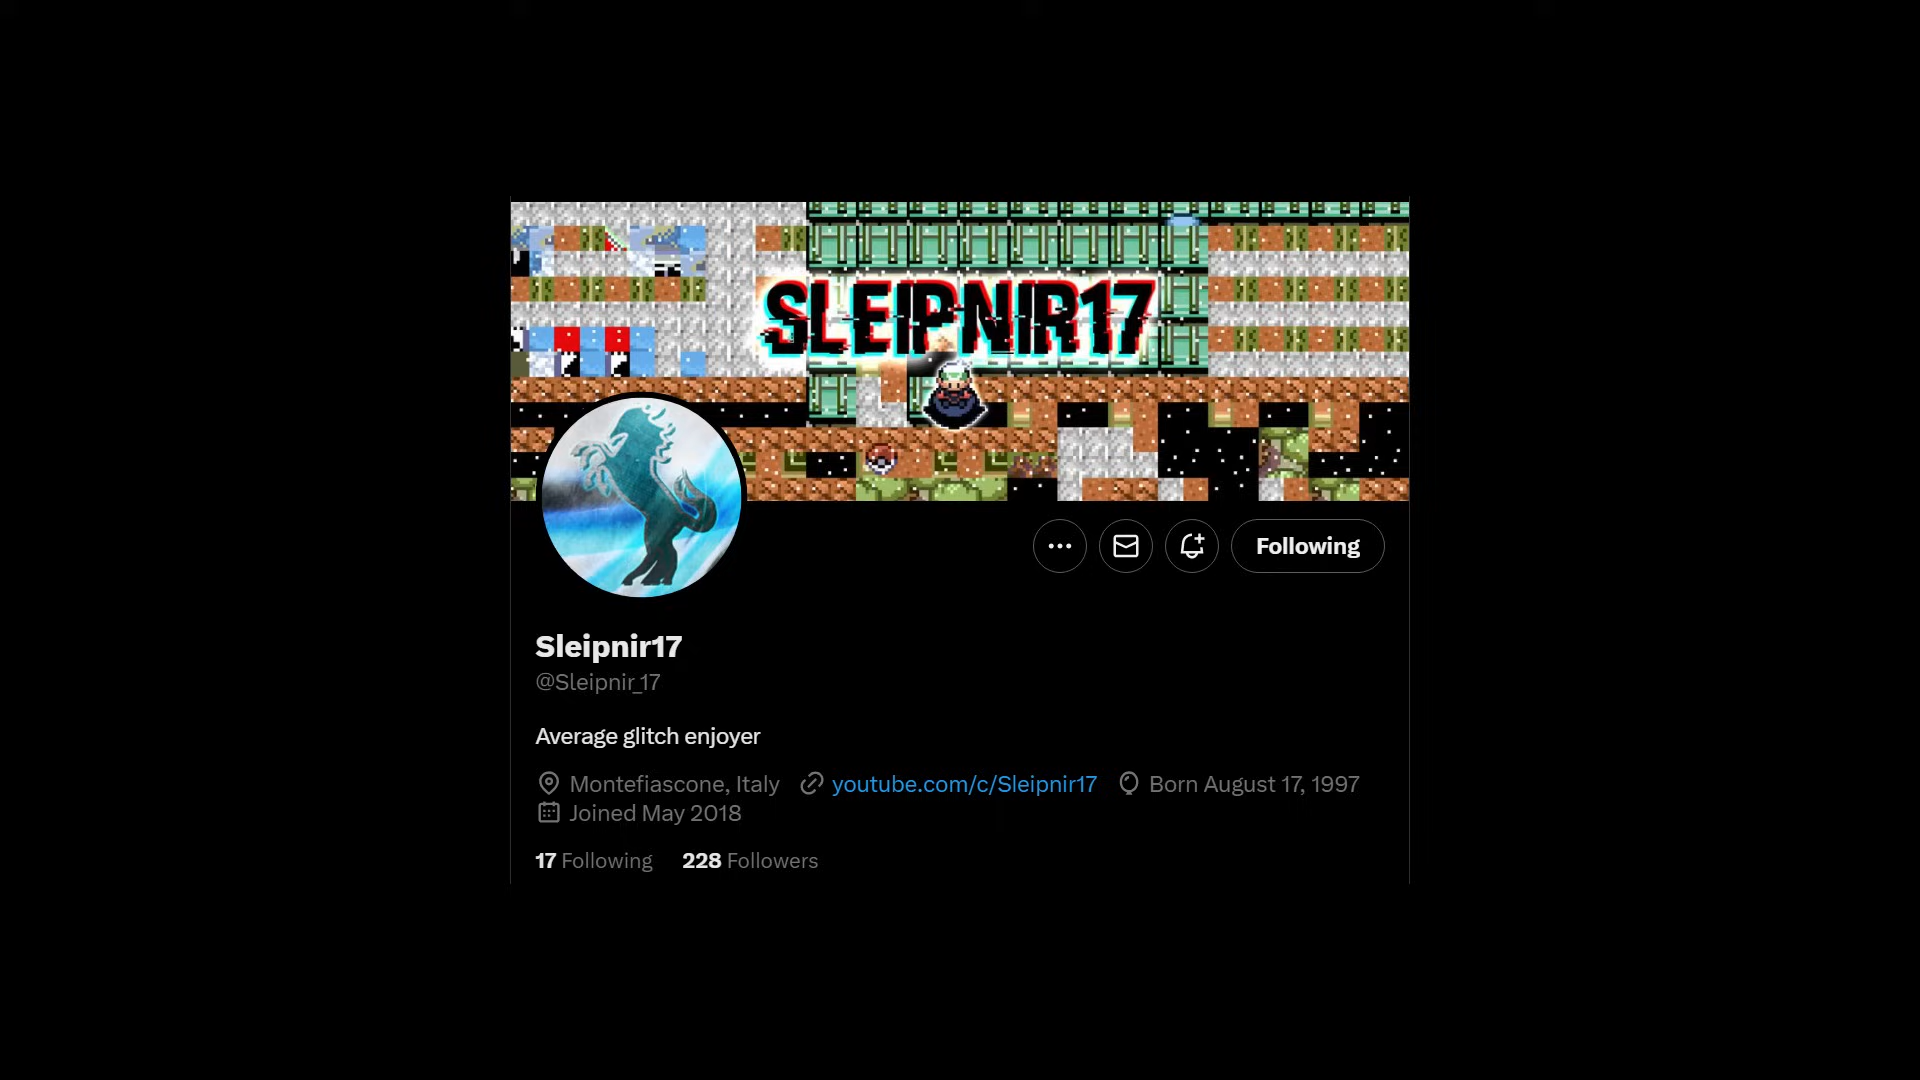 SLEIPNIR17
Following
Sleipnir17
@Sleipnir_17
Average glitch enjoyer
Montefiascone, Italy youtube.com/c/Sleipnir17 Born August 17, 1997
Joined May 2018
17 Following 228 Followers